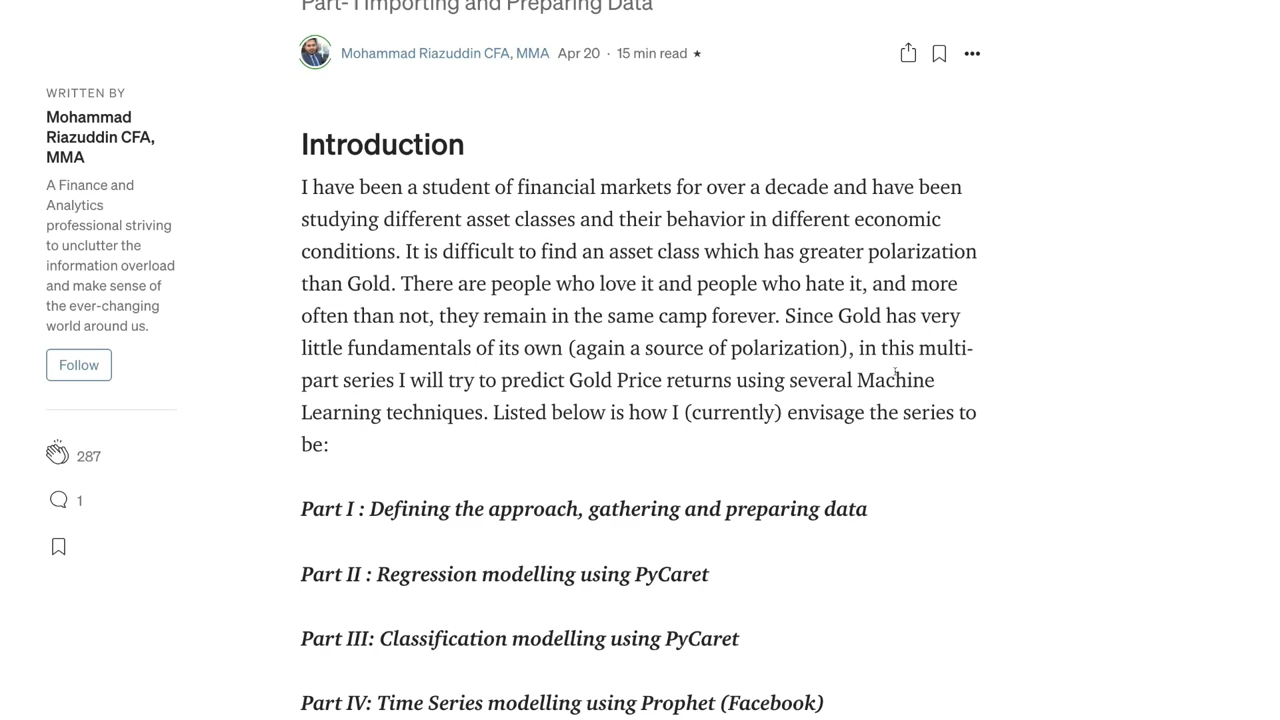 Part- I Importing and Preparing Data
Mohammad Riazuddin CFA, MMA Apr 20 · 15 min read ★
WRITTEN BY
Mohammad
Riazuddin CFA,
MMA
A Finance and
Analytics
professional striving
to unclutter the
information overload
and make sense of
the ever-changing
world around us.
Follow
287
1
Introduction
I have been a student of financial markets for over a decade and have been
studying different asset classes and their behavior in different economic
conditions. It is difficult to find an asset class which has greater polarization
than Gold. There are people who love it and people who hate it, and more
often than not, they remain in the same camp forever. Since Gold has very
little fundamentals of its own (again a source of polarization), in this multi-
part series I will try to predict Gold Price returns using several Machine
Learning techniques. Listed below is how I (currently) envisage the series to
be:
Part I : Defining the approach, gathering and preparing data
Part II : Regression modelling using PyCaret
Part III: Classification modelling using PyCaret
Part IV: Time Series modelling using Prophet (Facebook)